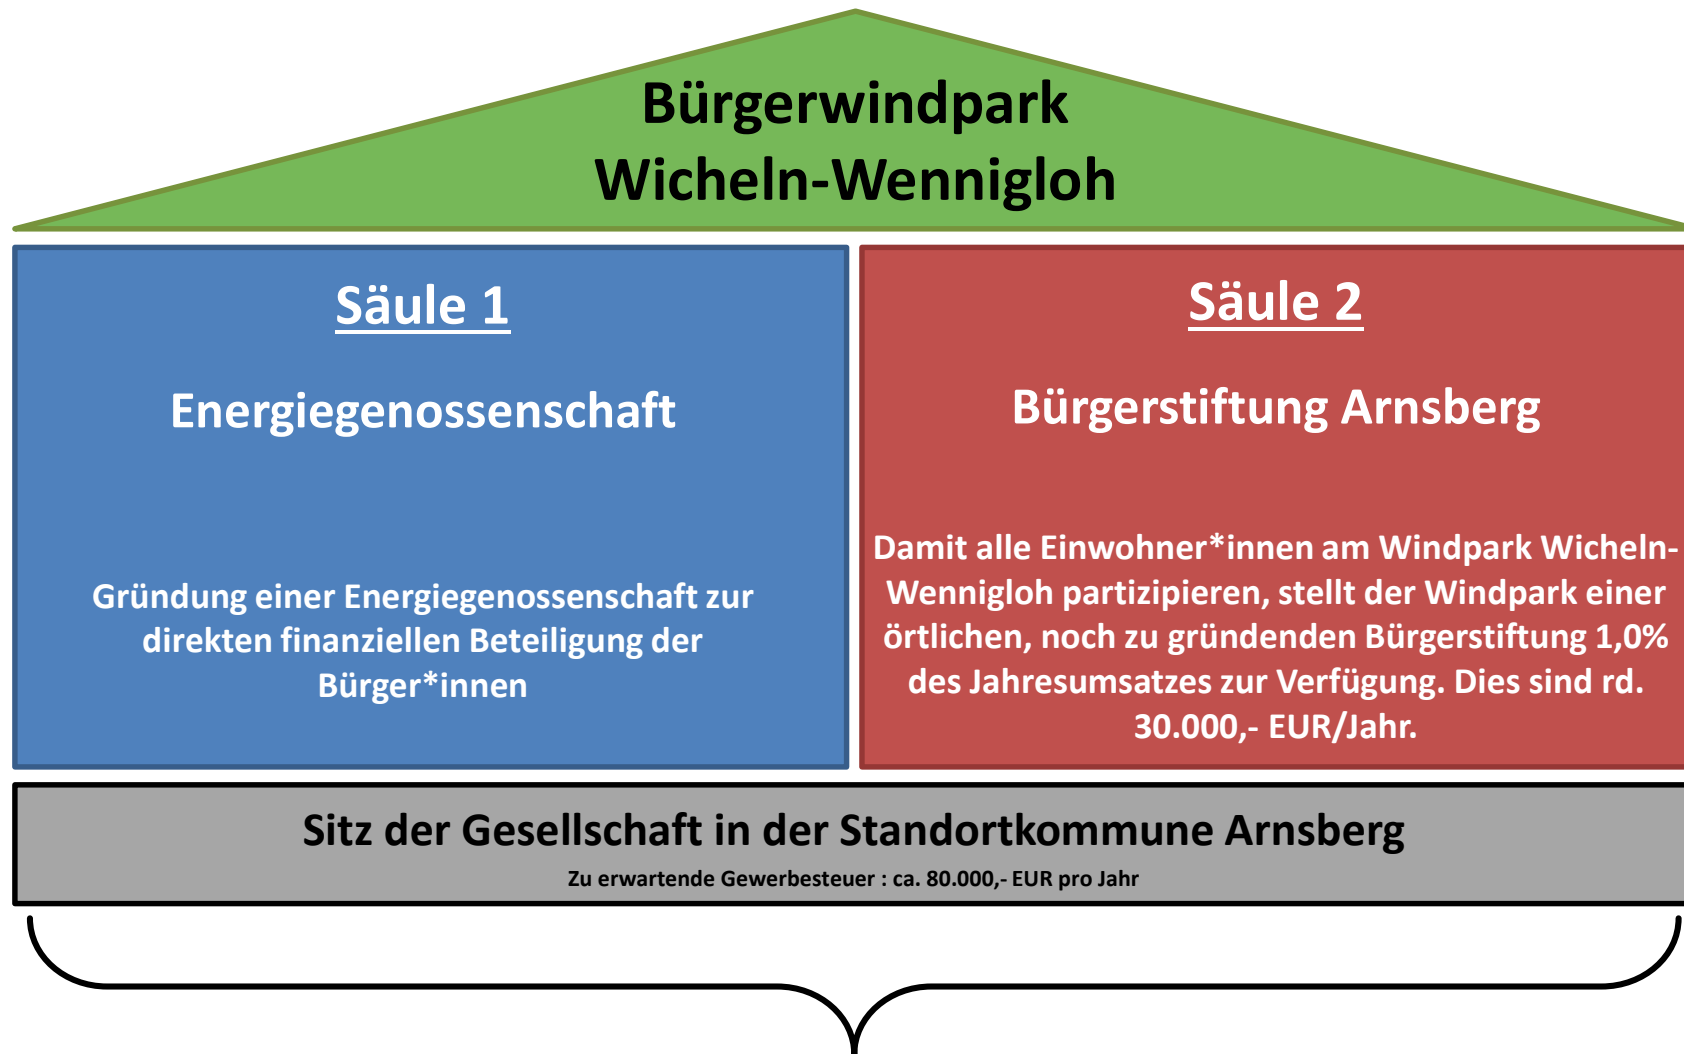 Bürgerwindpark
Wicheln-Wennigloh
Säule 1
Energiegenossenschaft
Gründung einer Energiegenossenschaft zur
direkten finanziellen Beteiligung der
Bürger*innen
Säule 2
Bürgerstiftung Arnsberg
Damit alle Einwohner*innen am Windpark Wicheln-
Wennigloh partizipieren, stellt der Windpark einer
örtlichen, noch zu gründenden Bürgerstiftung 1,0%
des Jahresumsatzes zur Verfügung. Dies sind rd.
30.000,- EUR/Jahr.
Sitz der Gesellschaft in der Standortkommune Arnsberg
Zu erwartende Gewerbesteuer : ca. 80.000,- EUR pro Jahr